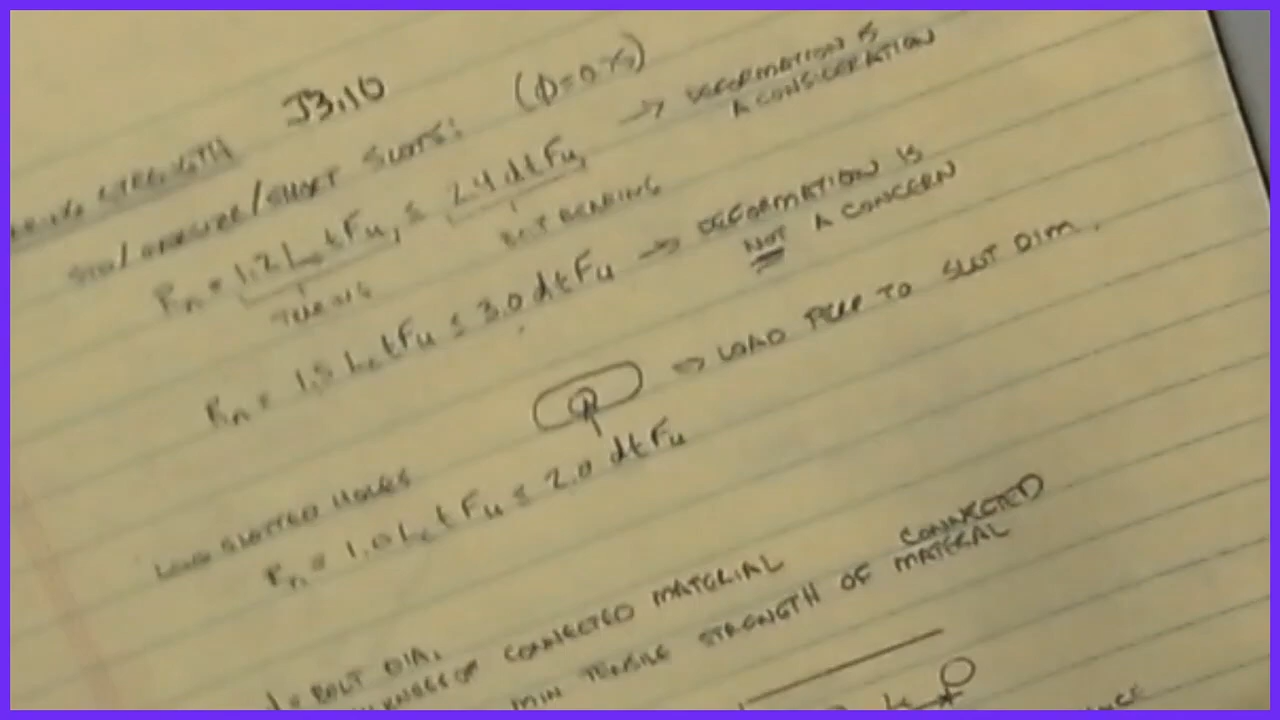 J3.10
STRENGTH
STD/OVERSIZE/SHORT SLOTS: (Φ=0.75)
Rn = 1.2 Lc t Fu ≤ 2.4 d t Fu → DEFORMATION IS A CONSIDERATION
TEAROUT BOLT BEARING
Rn = 1.5 Lc t Fu ≤ 3.0 d t Fu → DEFORMATION IS NOT A CONCERN
LONG SLOTTED HOLES ⇒ LOAD PERP TO SLOT DIM.
Rn = 1.0 Lc t Fu ≤ 2.0 d t Fu
d = BOLT DIA.
OF CONNECTED MATERIAL
MIN TENSILE STRENGTH OF CONNECTED MATERIAL
Lc